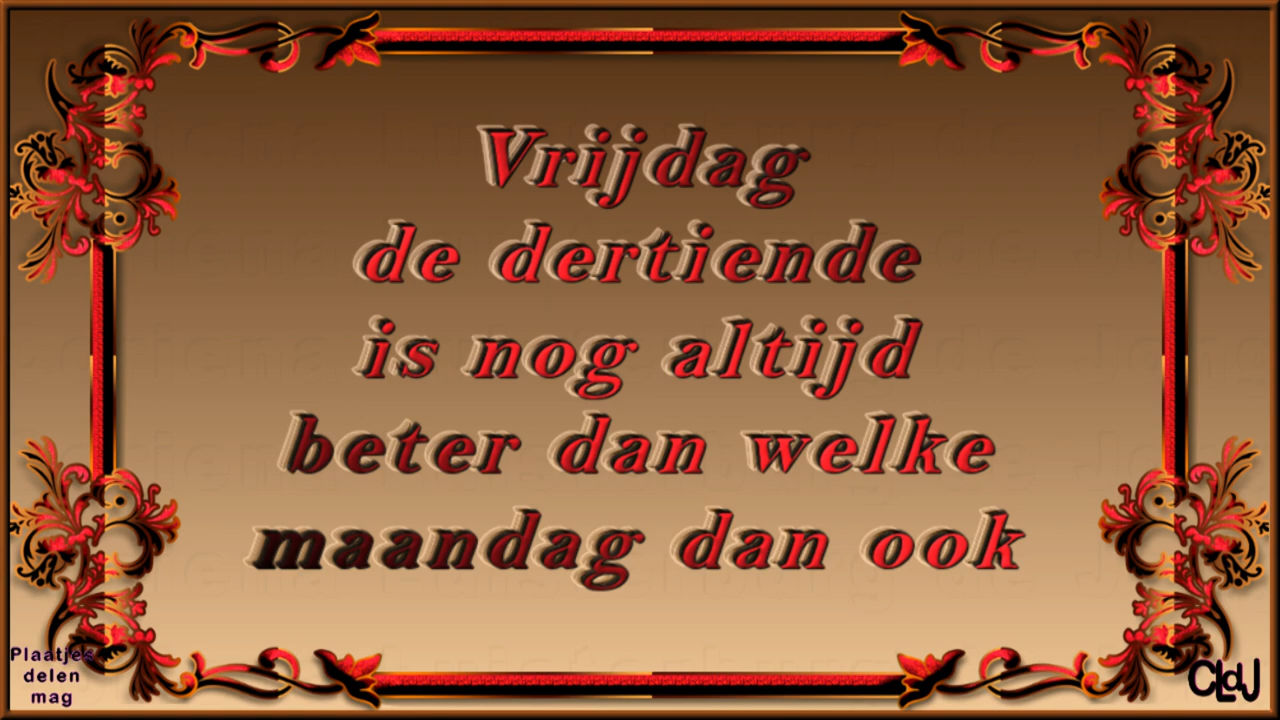 Vrijdag
de dertiende
is nog altijd
beter dan welke
maandag dan ook
Plaatjes
delen
mag
CLdJ